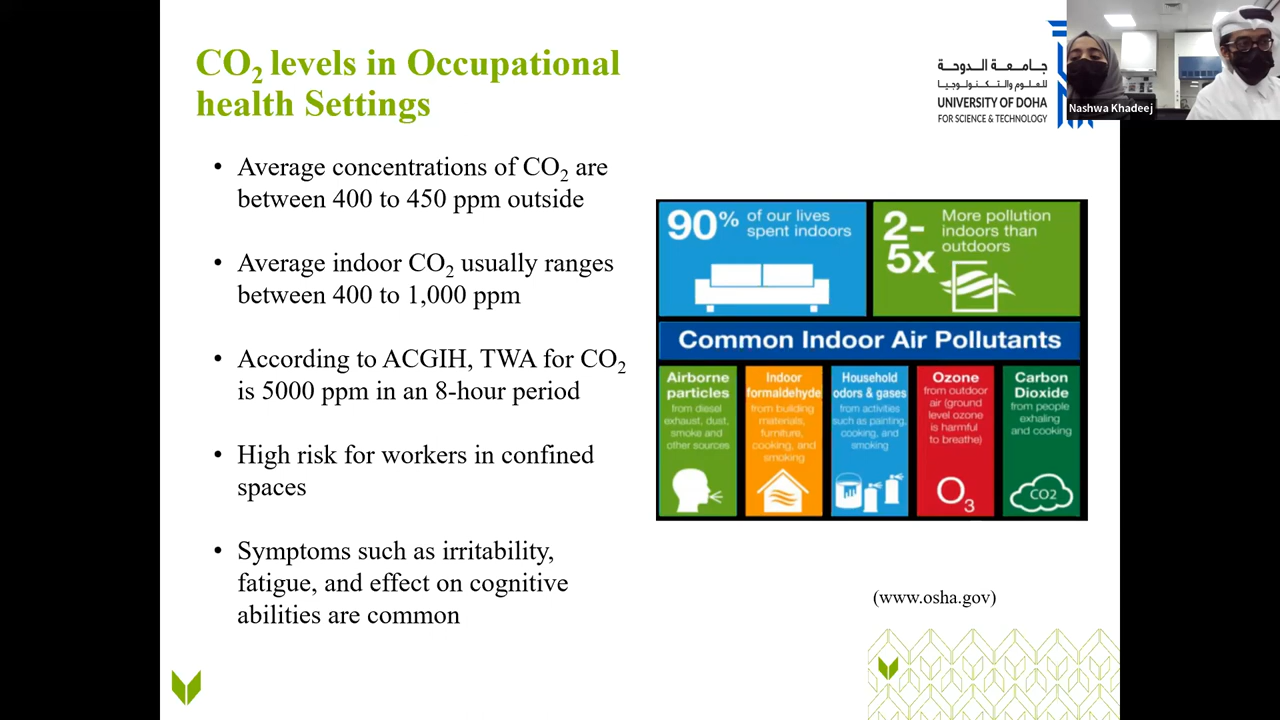 CO2 levels in Occupational
health Settings
جامعـة الـدوحـة
للعلـوم والتكنـولوجيـا
UNIVERSITY OF DOHA
FOR SCIENCE & TECHNOLOGY
Nashwa Khadeej
• Average concentrations of CO2 are
between 400 to 450 ppm outside
• Average indoor CO2 usually ranges
between 400 to 1,000 ppm
• According to ACGIH, TWA for CO2
is 5000 ppm in an 8-hour period
• High risk for workers in confined
spaces
• Symptoms such as irritability,
fatigue, and effect on cognitive
abilities are common
90% of our lives
spent indoors
2-
5x
More pollution
indoors than
outdoors
Common Indoor Air Pollutants
Airborne
particles
from diesel
exhaust, dust,
smoke and
other sources
Indoor
formaldehyde
from building
materials,
furniture,
cooking, and
smoking
Household
odors & gases
from activities
such as painting,
cooking, and
smoking
Ozone
from outdoor
air (ground
level ozone
is harmful
to breathe)
O3
Carbon
Dioxide
from people
exhaling
and cooking
CO2
(www.osha.gov)